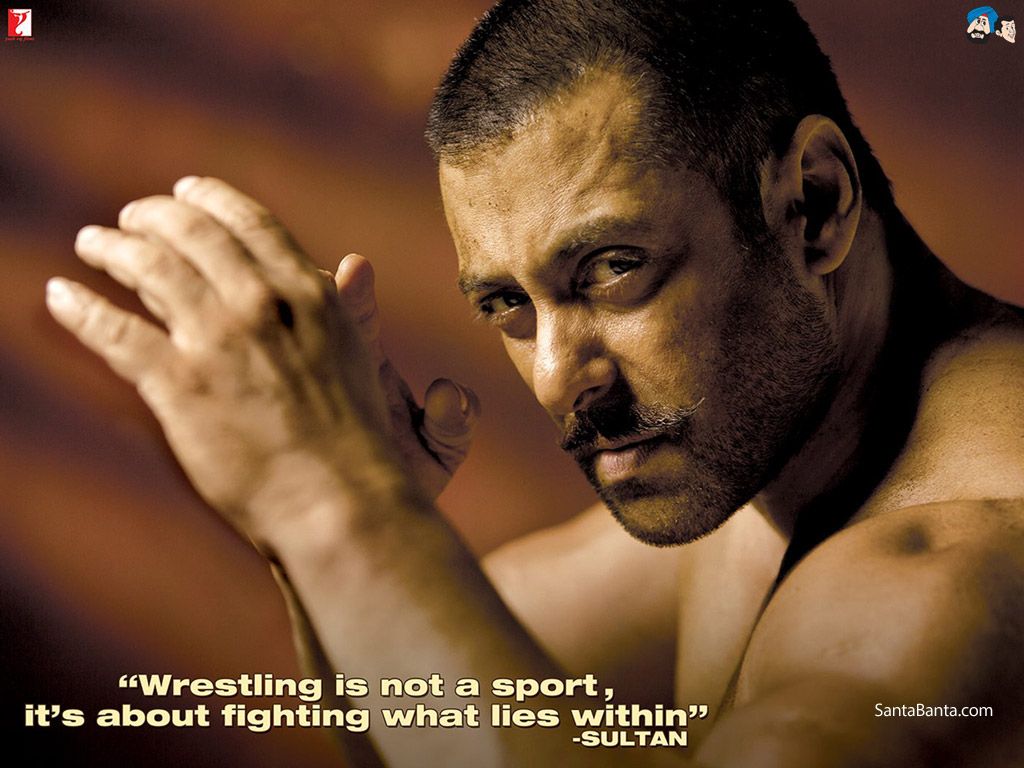 "Wrestling is not a sport,
it's about fighting what lies within"
-SULTAN
SantaBanta.com